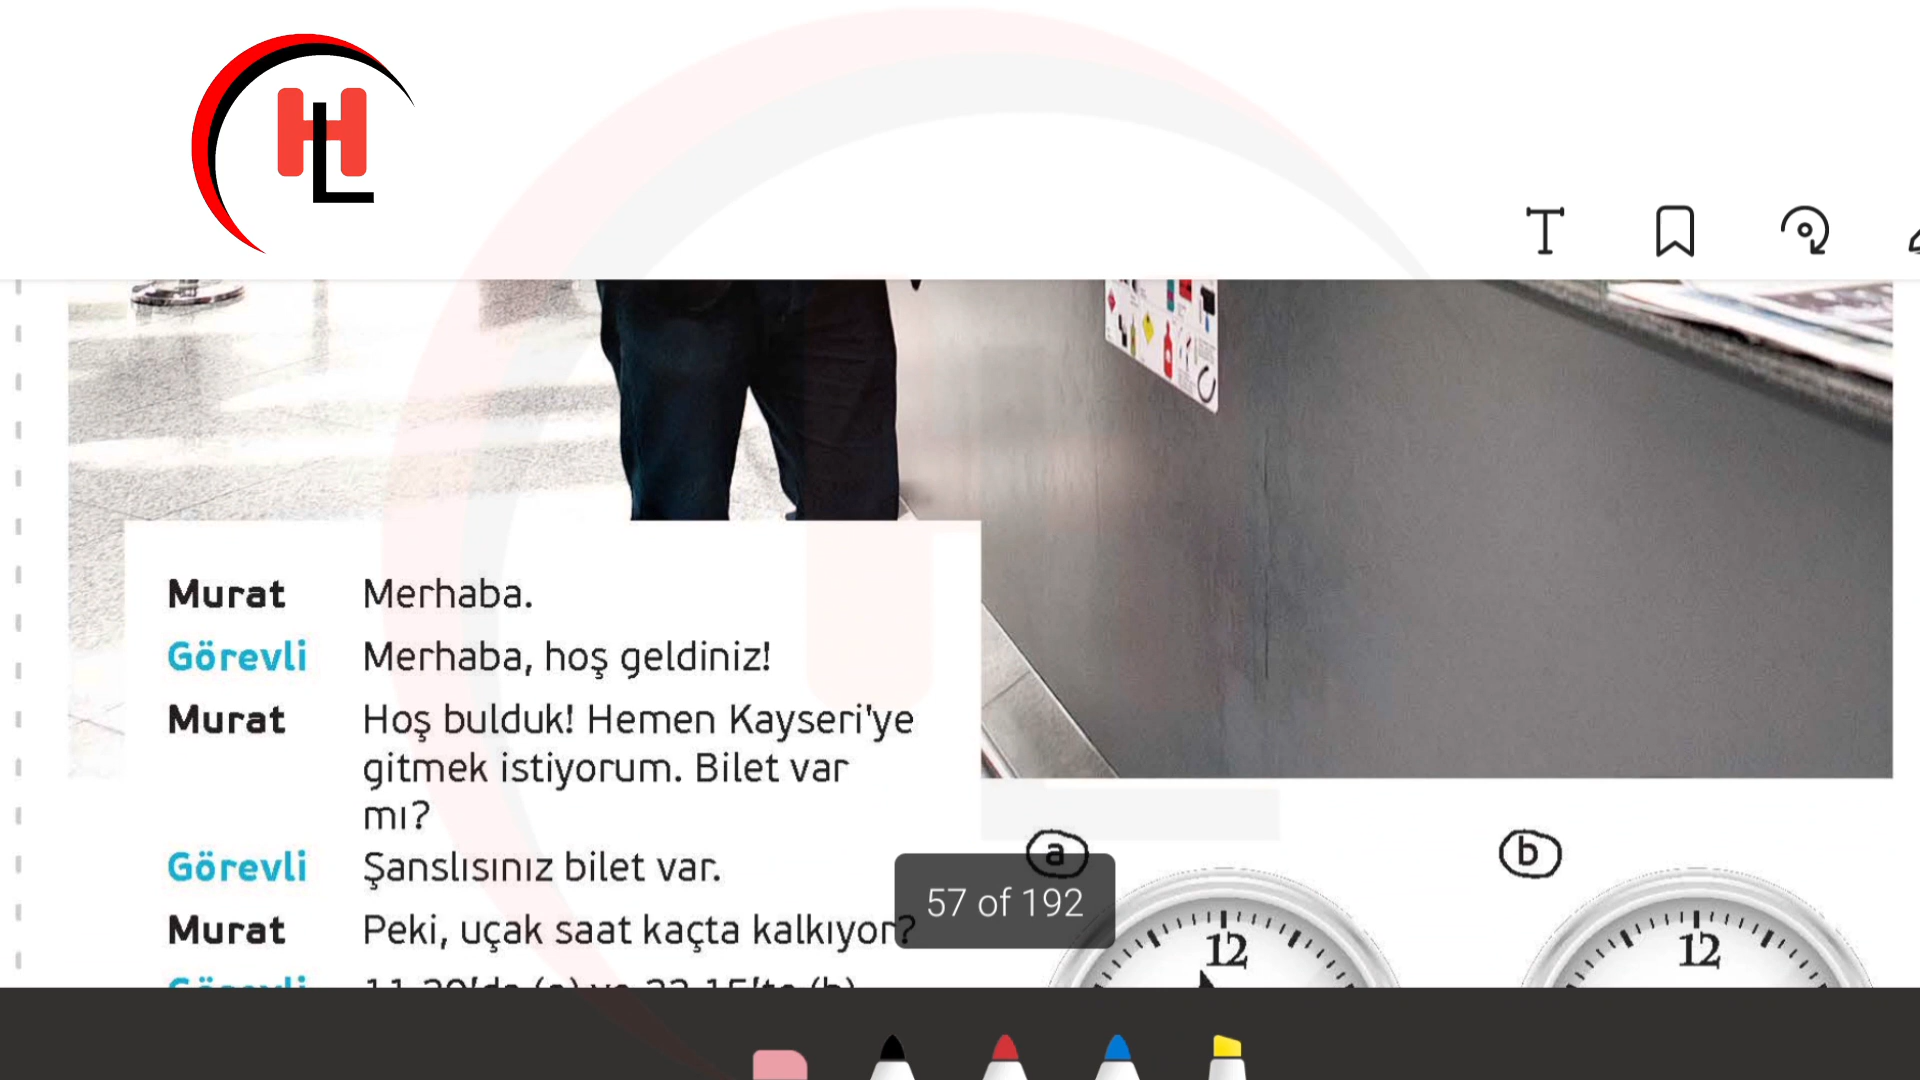 HL
T
Murat Merhaba.
Görevli Merhaba, hoş geldiniz!
Murat Hoş bulduk! Hemen Kayseri'ye
gitmek istiyorum. Bilet var
mı?
Görevli Şanslısınız bilet var.
Murat Peki, uçak saat kaçta kalkıyor?
a
b
57 of 192
12
12